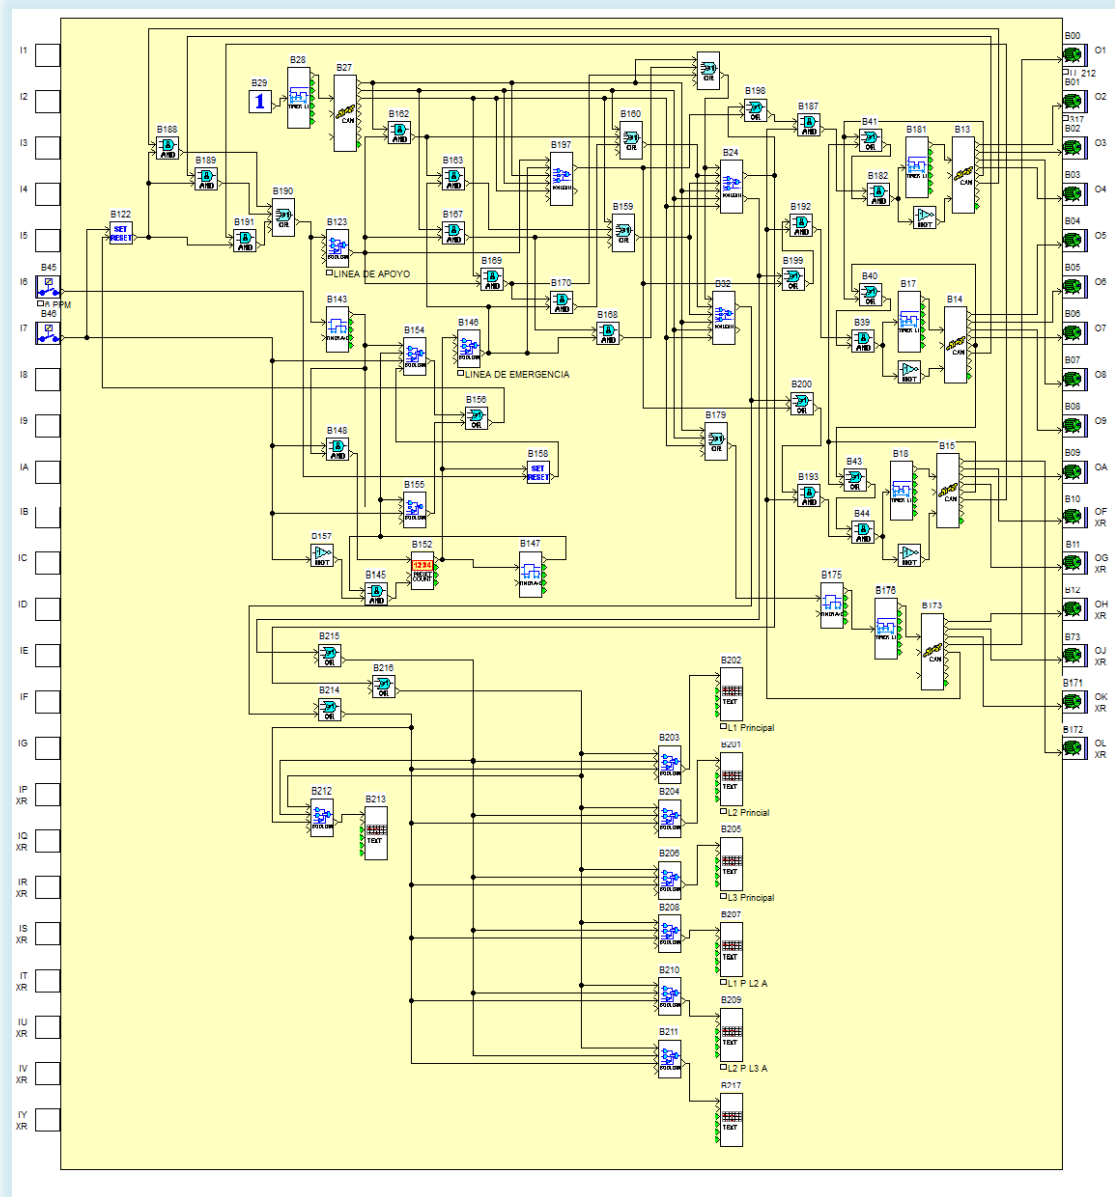 I1
I2
I3
I4
I5
I6
I7
I8
I9
IA
IB
IC
ID
IE
IF
IG
IP XR
IQ XR
IR XR
IS XR
IT XR
IU XR
IV XR
IY XR
B45
PPM
B46
B29
1
B28
B27
CAM
B188
AND
B189
AND
B190
OR
B191
AND
B122
SET
RESET
B123
LINEA DE APOYO
B143
B162
AND
B163
AND
B167
AND
B169
AND
B170
AND
B168
AND
B197
B160
OR
B159
OR
OR
B24
B32
B198
OR
B187
AND
B192
AND
B199
OR
B200
OR
B179
OR
B193
AND
B154
B146
LINEA DE EMERGENCIA
B156
OR
B148
AND
B158
SET
RESET
B155
B157
NOT
B145
AND
B152
1234
B147
B41
OR
B182
AND
B181
NOT
B13
CAM
B40
OR
B39
AND
B17
NOT
B14
CAM
B43
OR
B44
AND
B18
NOT
B15
CAM
B175
B176
B173
CAM
B215
OR
B216
OR
B214
OR
B212
B213
TEXT
B203
B204
B206
B208
B210
B211
B202
TEXT
L1 Principal
B201
TEXT
L2 Princial
B205
TEXT
L3 Principal
B207
TEXT
L1 P L2 A
B209
TEXT
L2 P L3 A
B217
TEXT
B00
O1
B01
O2
B02
O3
B03
O4
B04
O5
B05
O6
B06
O7
B07
O8
B08
O9
B09
OA
B10
OF XR
B11
OG XR
B12
OH XR
B73
OJ XR
B171
OK XR
B172
OL XR